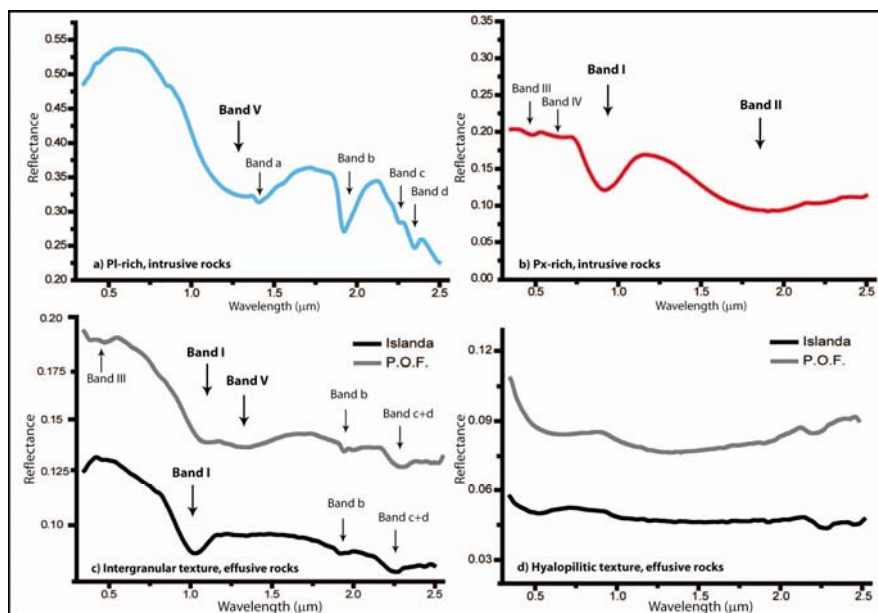 0.55
0.50
0.45
0.40
0.35
0.30
0.25
0.20
Reflectance
Band V
Band a
Band b
Band c
Band d
a) Pl-rich, intrusive rocks
0.5
1.0
1.5
2.0
2.5
Wavelength (μm)
0.35
0.30
0.25
0.20
0.15
0.10
0.05
0.00
Reflectance
Band III
Band IV
Band I
Band II
b) Px-rich, intrusive rocks
0.5
1.0
1.5
2.0
2.5
Wavelength (μm)
0.20
0.175
0.15
0.125
0.10
Reflectance
Islanda
P.O.F.
Band III
Band I
Band V
Band b
Band c+d
Band I
Band b
Band c+d
c) Intergranular texture, effusive rocks
0.5
1.0
1.5
2.0
2.5
Wavelength (μm)
0.12
0.09
0.06
0.03
Reflectance
Islanda
P.O.F.
d) Hyalopilitic texture, effusive rocks
0.5
1.0
1.5
2.0
2.5
Wavelength (μm)